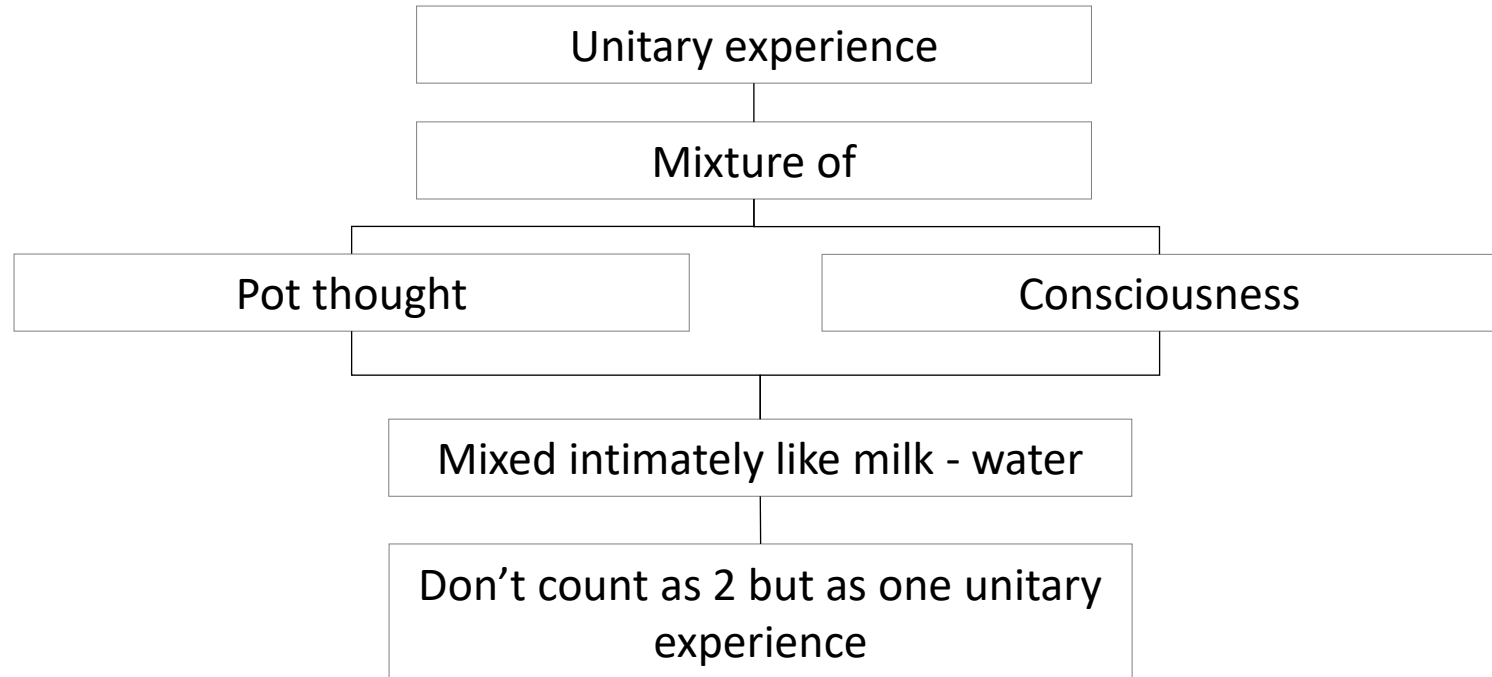 Unitary experience
Mixture of
Pot thought
Consciousness
Mixed intimately like milk - water
Don’t count as 2 but as one unitary
experience